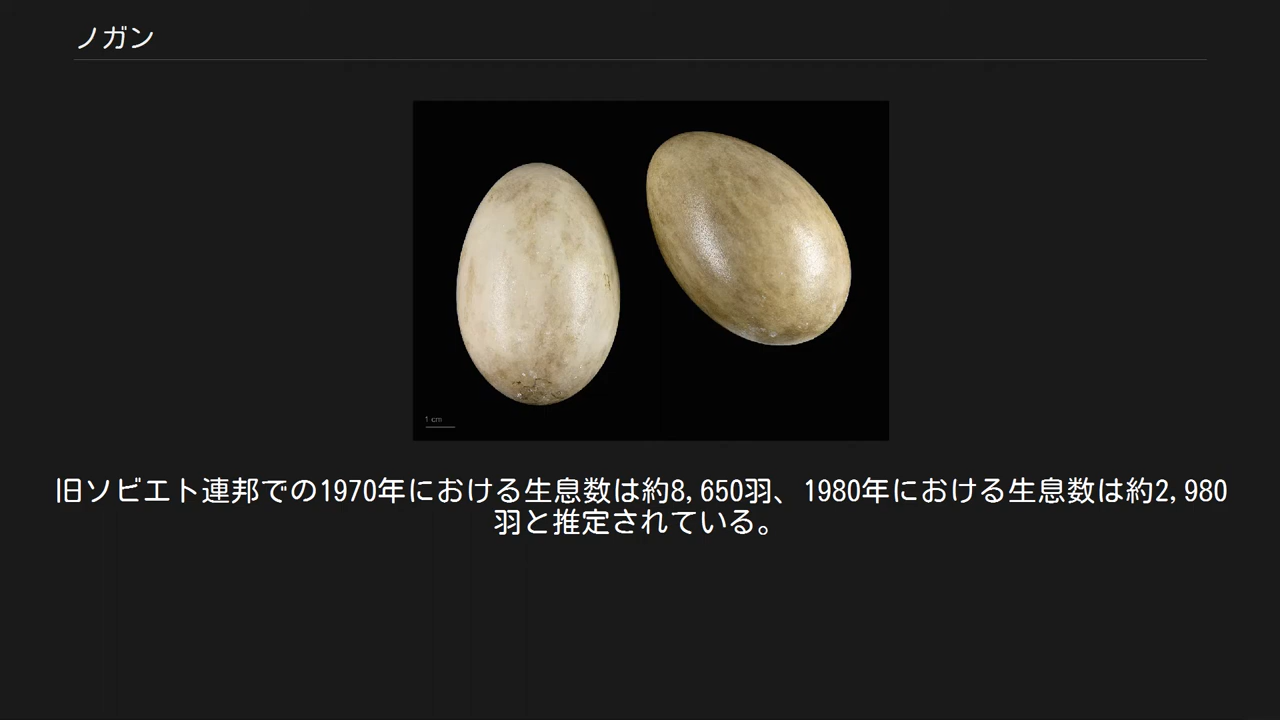 ノガン
1 cm
旧ソビエト連邦での1970年における生息数は約8,650羽、1980年における生息数は約2,980
羽と推定されている。